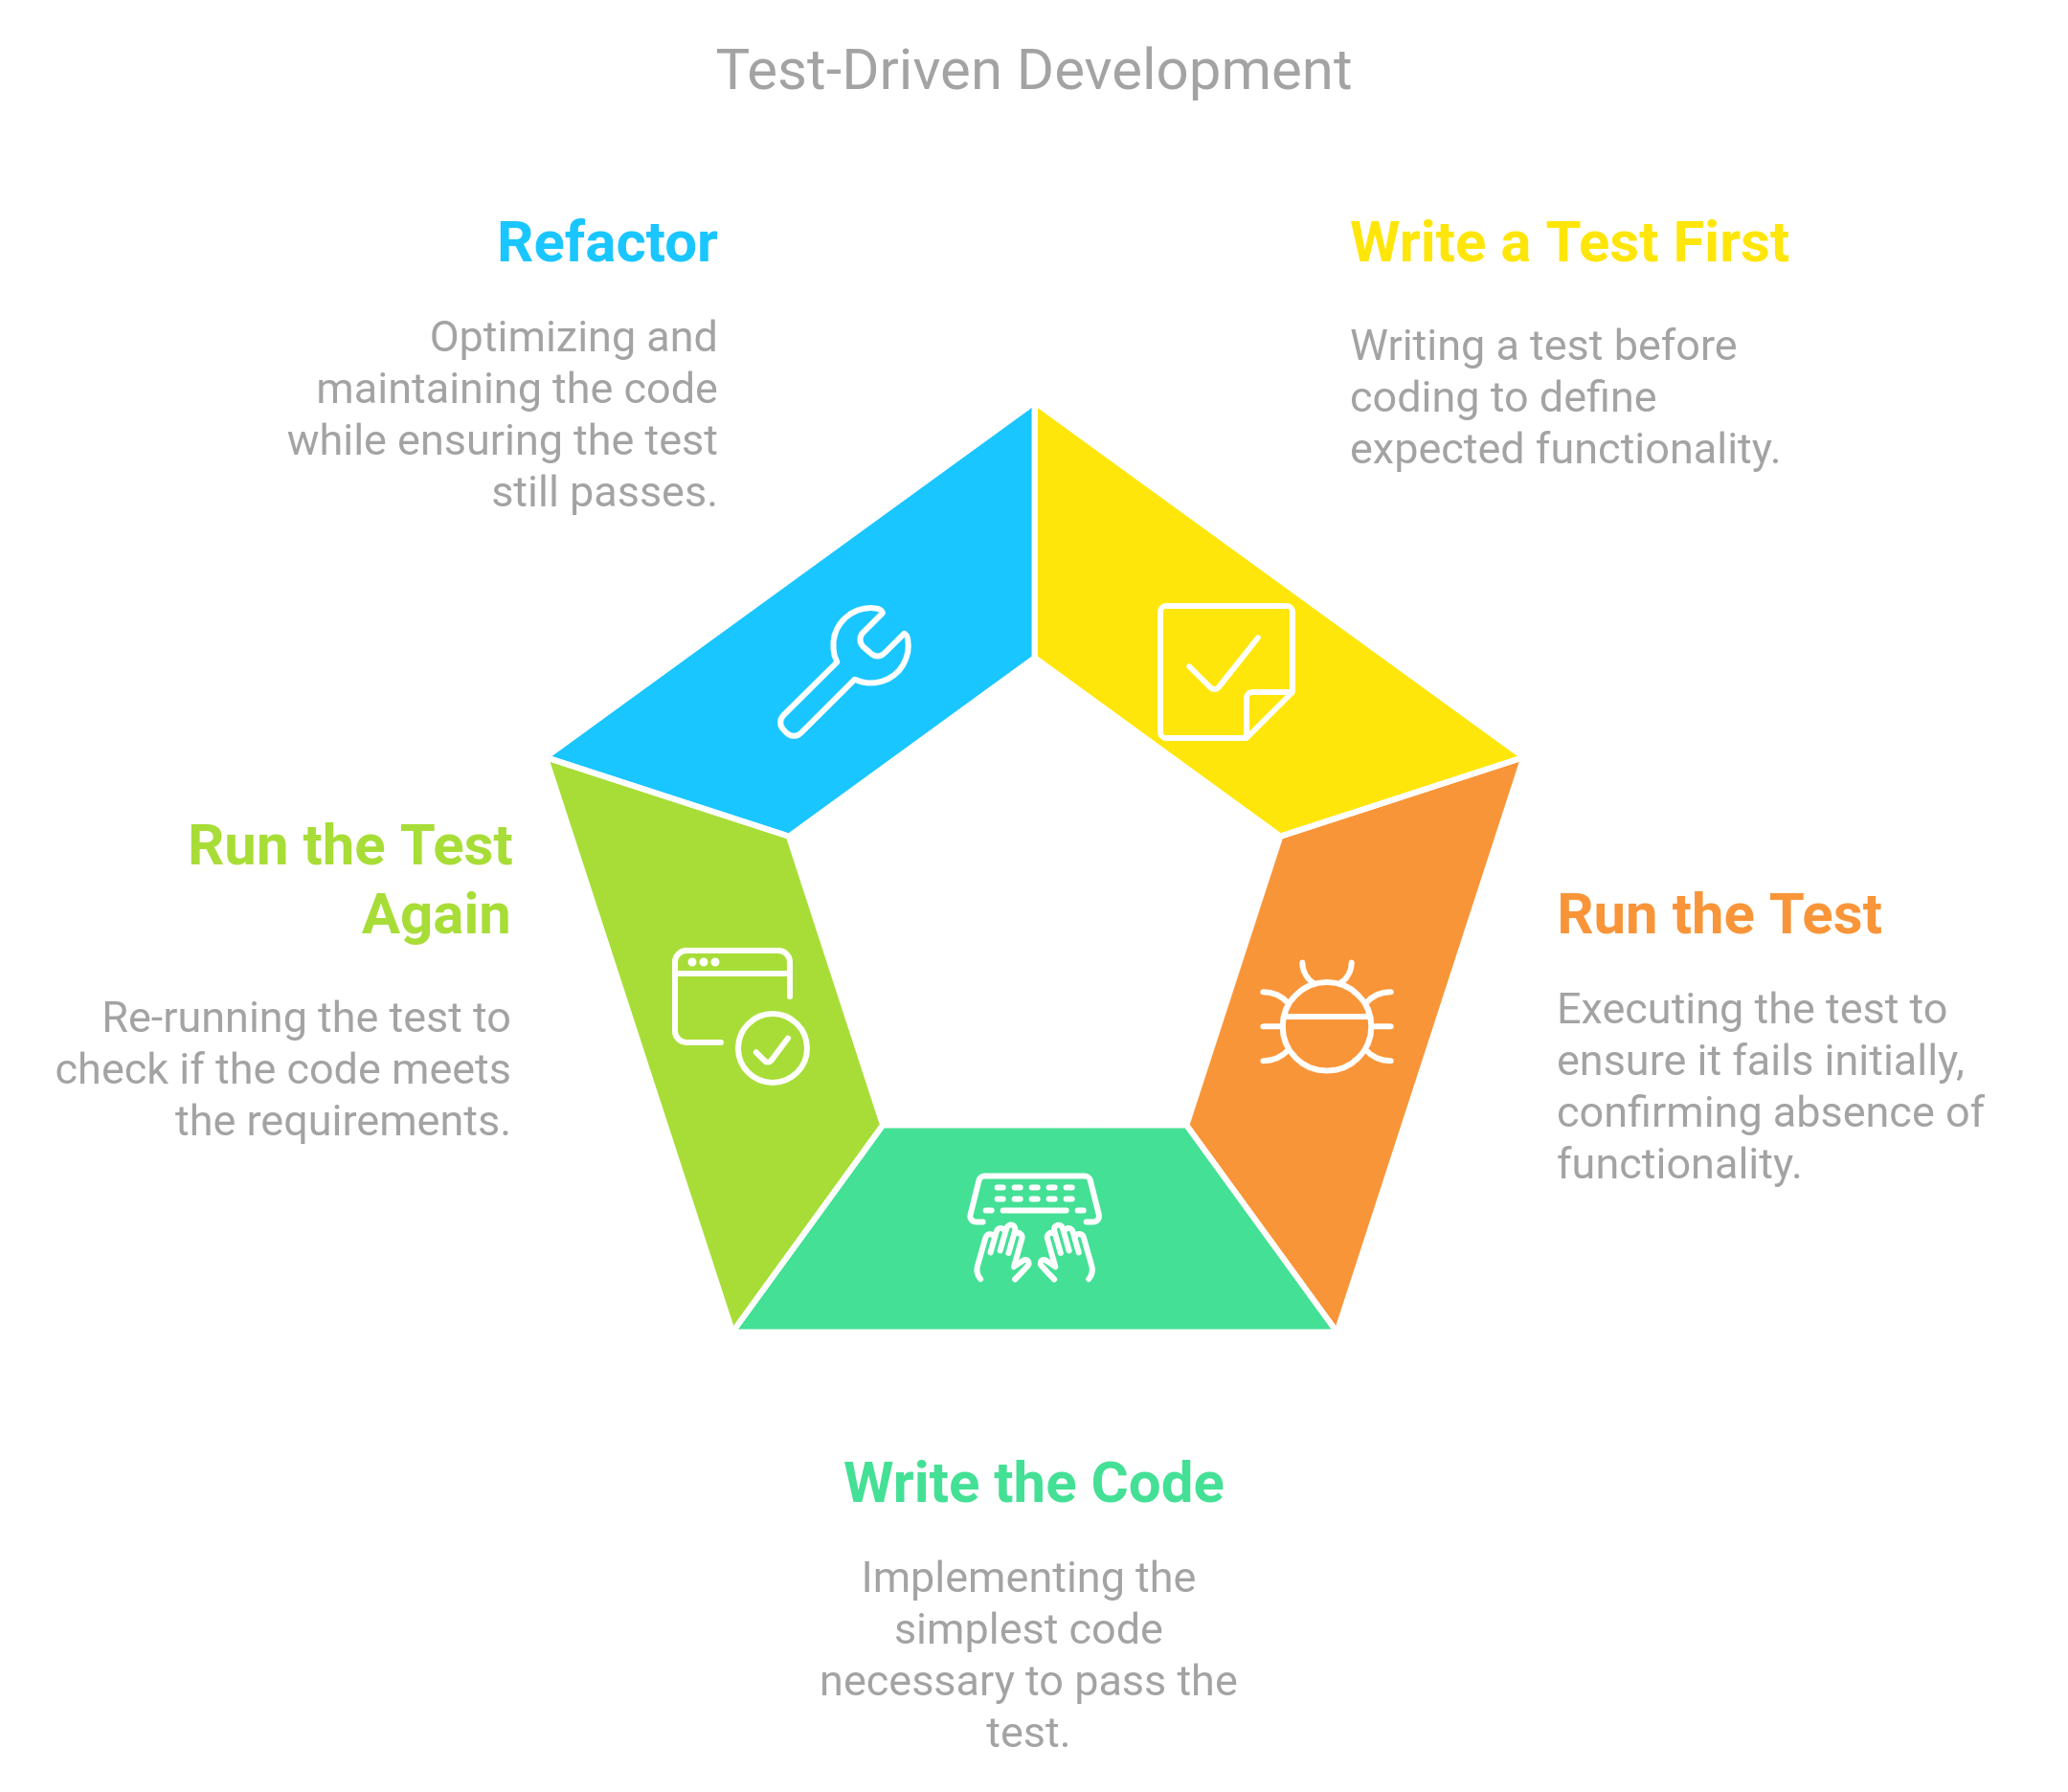 Test-Driven Development
Refactor
Optimizing and
maintaining the code
while ensuring the test
still passes.
Write a Test First
Writing a test before
coding to define
expected functionality.
Run the Test
Again
Re-running the test to
check if the code meets
the requirements.
Run the Test
Executing the test to
ensure it fails initially,
confirming absence of
functionality.
Write the Code
Implementing the
simplest code
necessary to pass the
test.